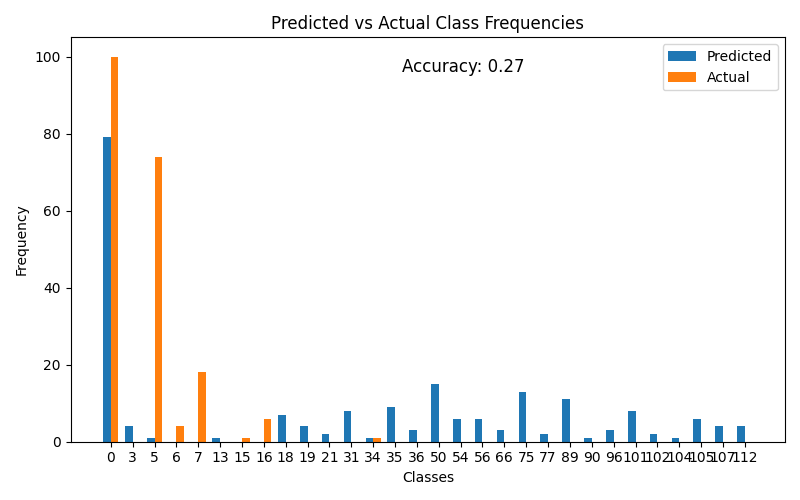 Predicted vs Actual Class Frequencies
Accuracy: 0.27
Predicted
Actual
Frequency
100
80
60
40
20
0
0 3 5 6 7 13 15 16 18 19 21 31 34 35 36 50 54 56 66 75 77 89 90 96 101 102 104 105 107 112
Classes